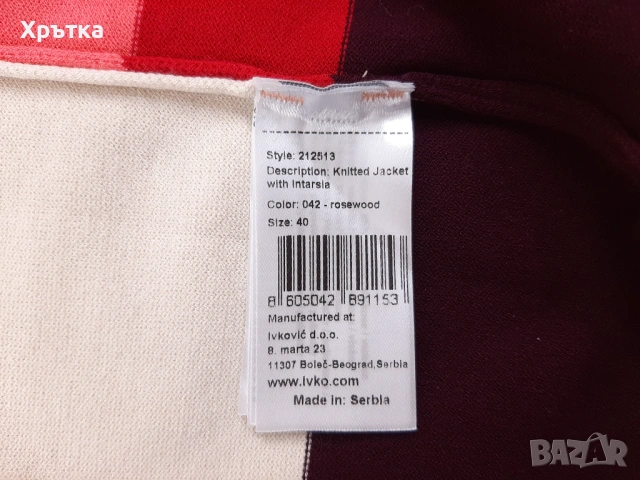 Хрътка
Style: 212513
Description: Knitted Jacket
with Intarsia
Color: 042 - rosewood
Size: 40
8 605042 891153
Manufactured at:
Ivković d.o.o.
8. marta 23
11307 Boleč-Beograd,Serbia
www.ivko.com
Made in: Serbia
BAZAR